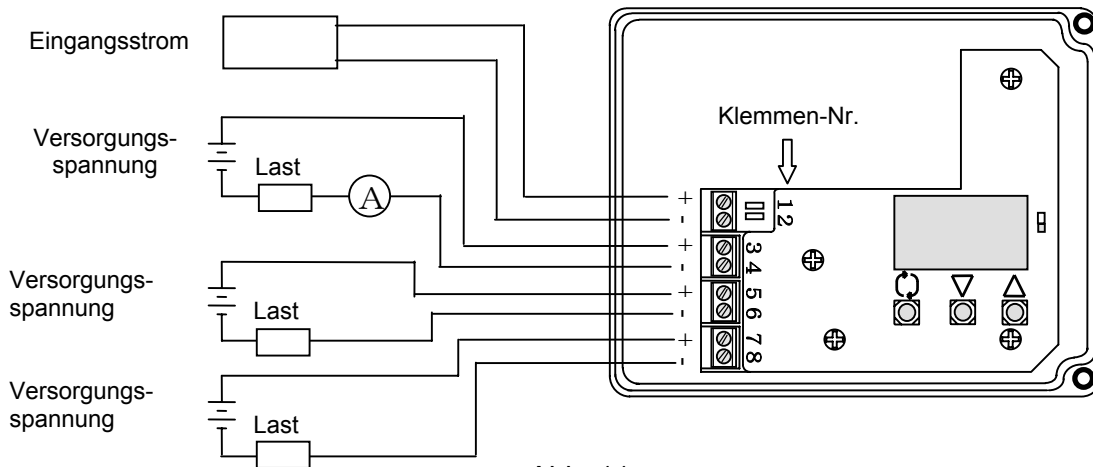 Eingangsstrom
Versorgungs-
spannung
Last
A
Klemmen-Nr.
+ 1
- 2
+ 3
- 4
Versorgungs-
spannung
Last
+ 5
- 6
Versorgungs-
spannung
Last
+ 7
- 8